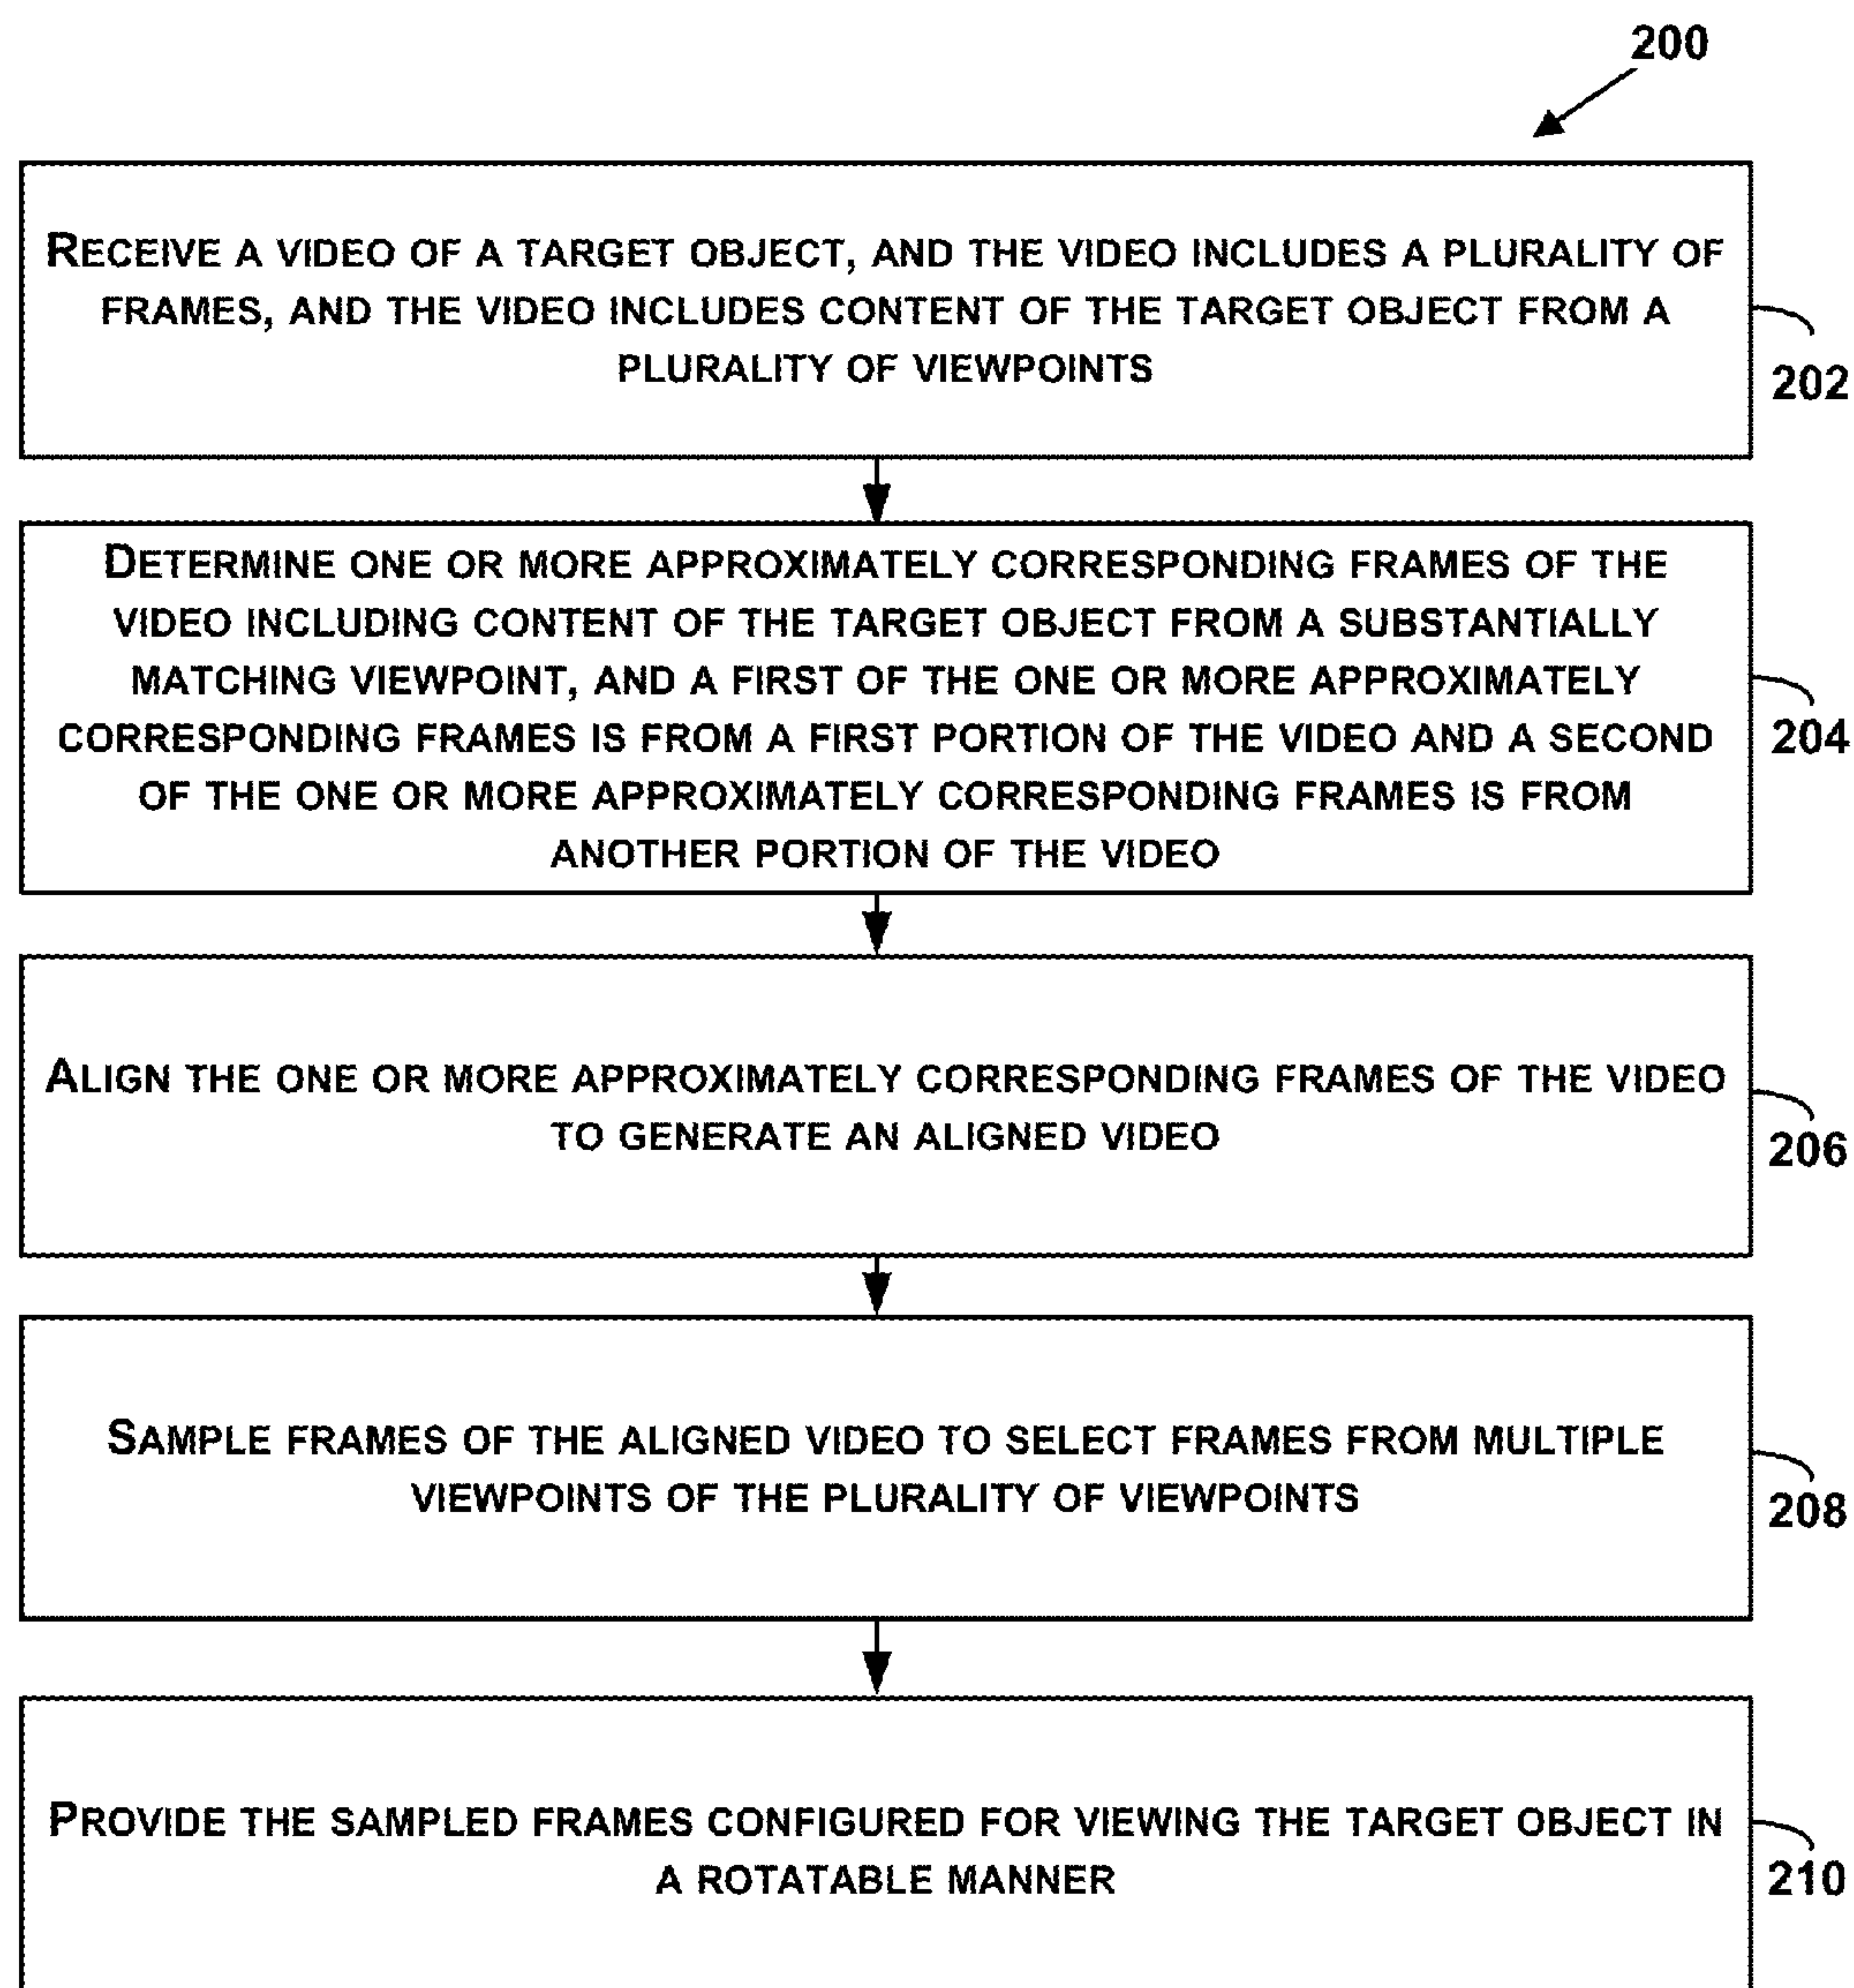 200
RECEIVE A VIDEO OF A TARGET OBJECT, AND THE VIDEO INCLUDES A PLURALITY OF
FRAMES, AND THE VIDEO INCLUDES CONTENT OF THE TARGET OBJECT FROM A
PLURALITY OF VIEWPOINTS
202
DETERMINE ONE OR MORE APPROXIMATELY CORRESPONDING FRAMES OF THE
VIDEO INCLUDING CONTENT OF THE TARGET OBJECT FROM A SUBSTANTIALLY
MATCHING VIEWPOINT, AND A FIRST OF THE ONE OR MORE APPROXIMATELY
CORRESPONDING FRAMES IS FROM A FIRST PORTION OF THE VIDEO AND A SECOND
OF THE ONE OR MORE APPROXIMATELY CORRESPONDING FRAMES IS FROM
ANOTHER PORTION OF THE VIDEO
204
ALIGN THE ONE OR MORE APPROXIMATELY CORRESPONDING FRAMES OF THE VIDEO
TO GENERATE AN ALIGNED VIDEO
206
SAMPLE FRAMES OF THE ALIGNED VIDEO TO SELECT FRAMES FROM MULTIPLE
VIEWPOINTS OF THE PLURALITY OF VIEWPOINTS
208
PROVIDE THE SAMPLED FRAMES CONFIGURED FOR VIEWING THE TARGET OBJECT IN
A ROTATABLE MANNER
210